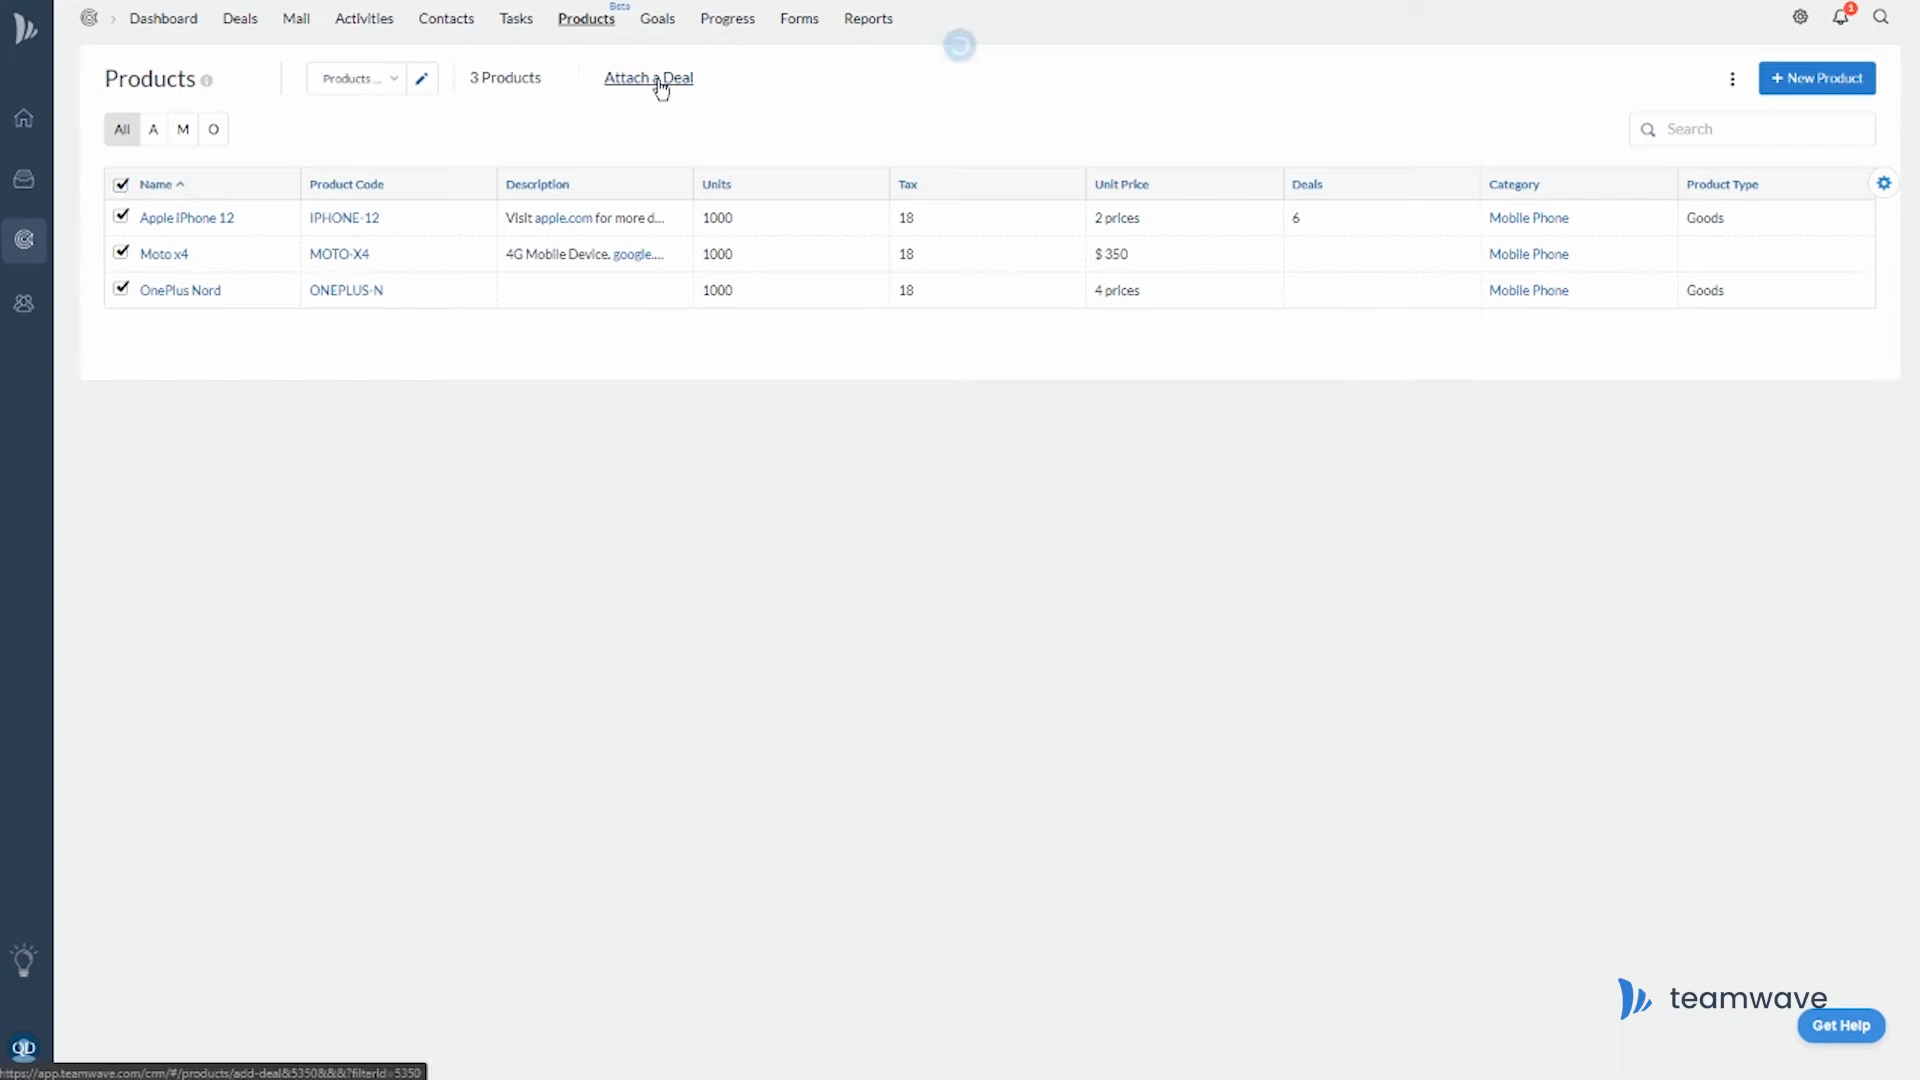 Dashboard Deals Mail Activities Contacts Tasks Products Beta Goals Progress Forms Reports 1
Products Products ... 3 Products Attach a Deal + New Product
All A M O Search
Name Product Code Description Units Tax Unit Price Deals Category Product Type
Apple iPhone 12 IPHONE-12 Visit apple.com for more d... 1000 18 2 prices 6 Mobile Phone Goods
Moto x4 MOTO-X4 4G Mobile Device. google.... 1000 18 $ 350 Mobile Phone
OnePlus Nord ONEPLUS-N 1000 18 4 prices Mobile Phone Goods
teamwave
Get Help
QD
https://app.teamwave.com/crm/#/products/add-deal&5350&&&?filterId=5350